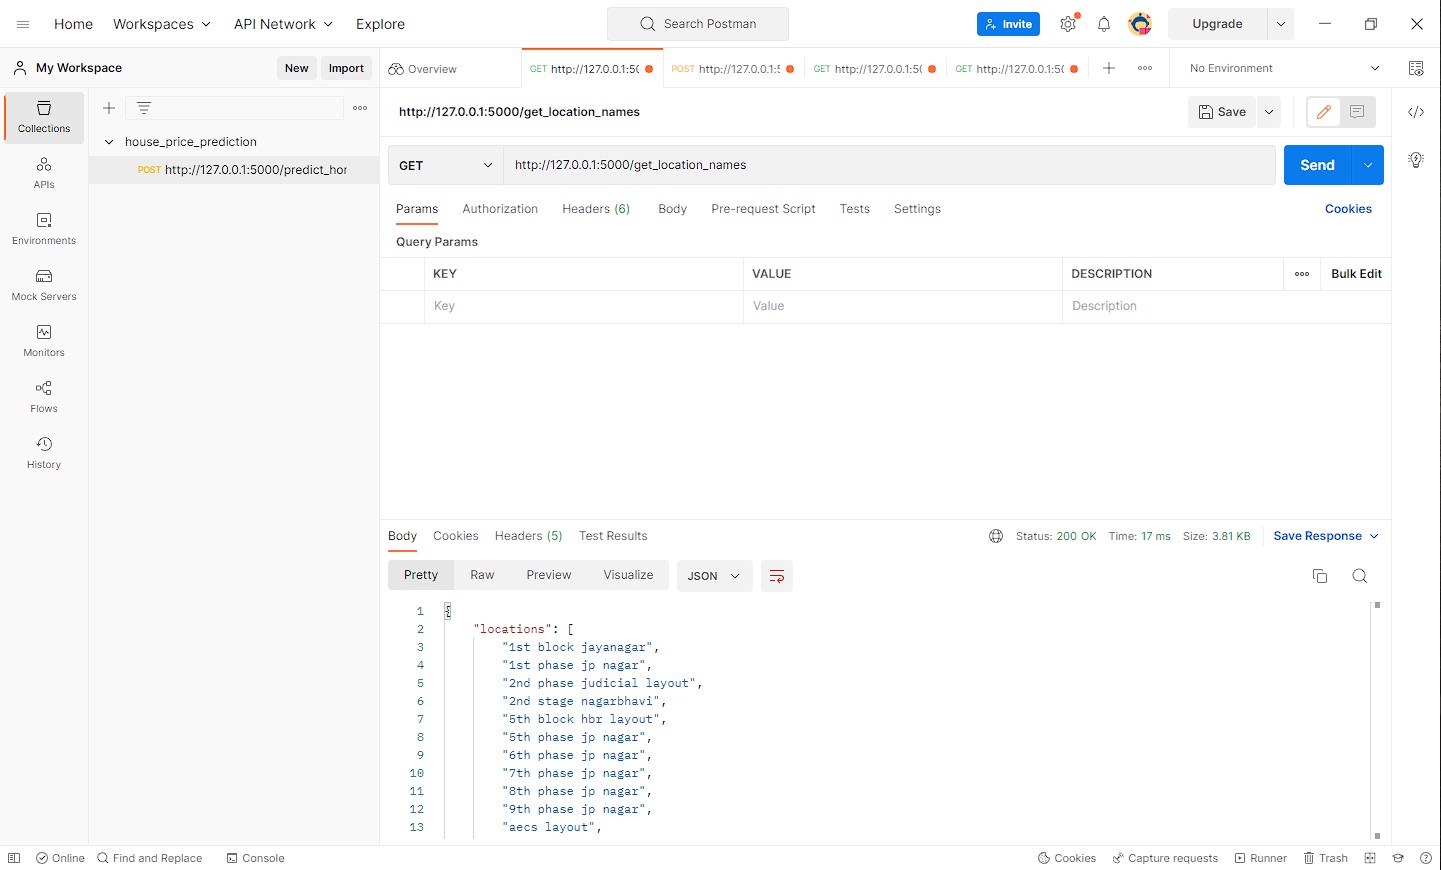 Home Workspaces API Network Explore Search Postman Invite Upgrade
My Workspace New Import Overview GET http://127.0.0.1:50 POST http://127.0.0.1:5 GET http://127.0.0.1:50 GET http://127.0.0.1:50 No Environment
Collections
APIs
Environments
Mock Servers
Monitors
Flows
History
house_price_prediction
POST http://127.0.0.1:5000/predict_hor
http://127.0.0.1:5000/get_location_names Save
GET http://127.0.0.1:5000/get_location_names Send
Params Authorization Headers (6) Body Pre-request Script Tests Settings Cookies
Query Params
KEY VALUE DESCRIPTION Bulk Edit
Key Value Description
Body Cookies Headers (5) Test Results Status: 200 OK Time: 17 ms Size: 3.81 KB Save Response
Pretty Raw Preview Visualize JSON
1 {
2 "locations": [
3 "1st block jayanagar",
4 "1st phase jp nagar",
5 "2nd phase judicial layout",
6 "2nd stage nagarbhavi",
7 "5th block hbr layout",
8 "5th phase jp nagar",
9 "6th phase jp nagar",
10 "7th phase jp nagar",
11 "8th phase jp nagar",
12 "9th phase jp nagar",
13 "aecs layout",
Online Find and Replace Console Cookies Capture requests Runner Trash